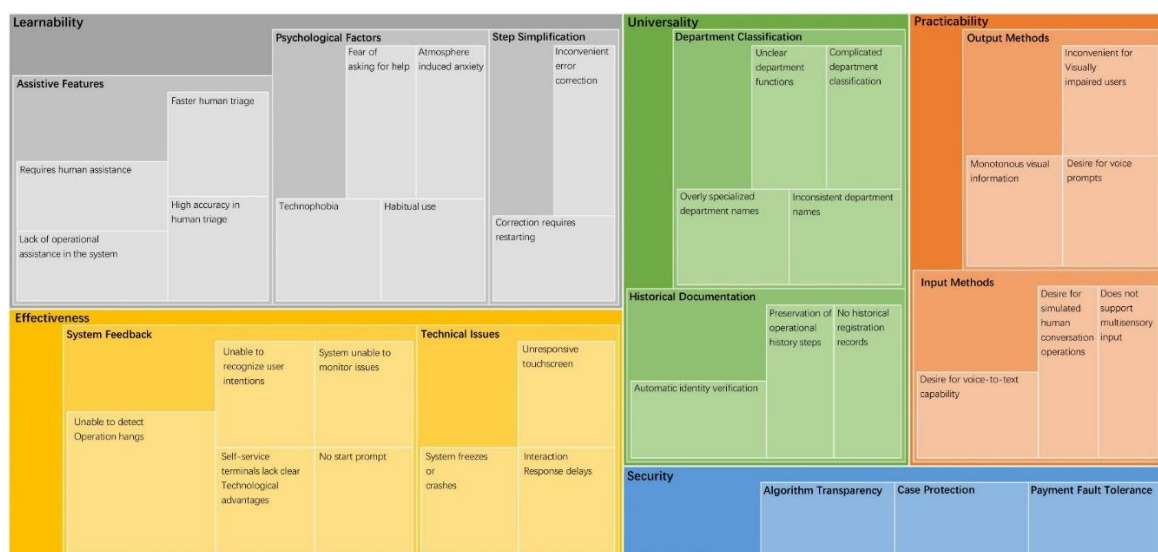 Learnability
Assistive Features
Faster human triage
Requires human assistance
High accuracy in
human triage
Lack of operational
assistance in the system
Psychological Factors
Fear of
asking for help
Atmosphere
induced anxiety
Technophobia
Habitual use
Step Simplification
Inconvenient
error
correction
Correction requires
restarting
Effectiveness
System Feedback
Unable to
recognize user
intentions
System unable to
monitor issues
Unable to detect
Operation hangs
Self-service
terminals lack clear
Technological
advantages
No start prompt
Technical Issues
Unresponsive
touchscreen
System freezes
or
crashes
Interaction
Response delays
Universality
Department Classification
Unclear
department
functions
Complicated
department
classification
Overly specialized
department names
Inconsistent department
names
Historical Documentation
Preservation of
operational
history steps
No historical
registration
records
Automatic identity verification
Practicability
Output Methods
Inconvenient for
Visually
impaired users
Monotonous visual
information
Desire for voice
prompts
Input Methods
Desire for
simulated
human
conversation
operations
Does not
support
multisensory
input
Desire for voice-to-text
capability
Security
Algorithm Transparency
Case Protection
Payment Fault Tolerance